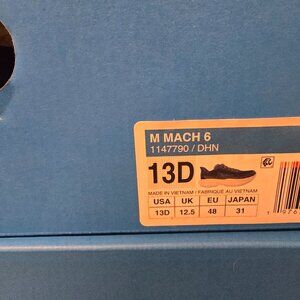 M MACH 6
1147790 / DHN
13D
MADE IN VIETNAM / FABRIQUÉ AU VIETNAM
USA UK EU JAPAN
13D 12.5 48 31